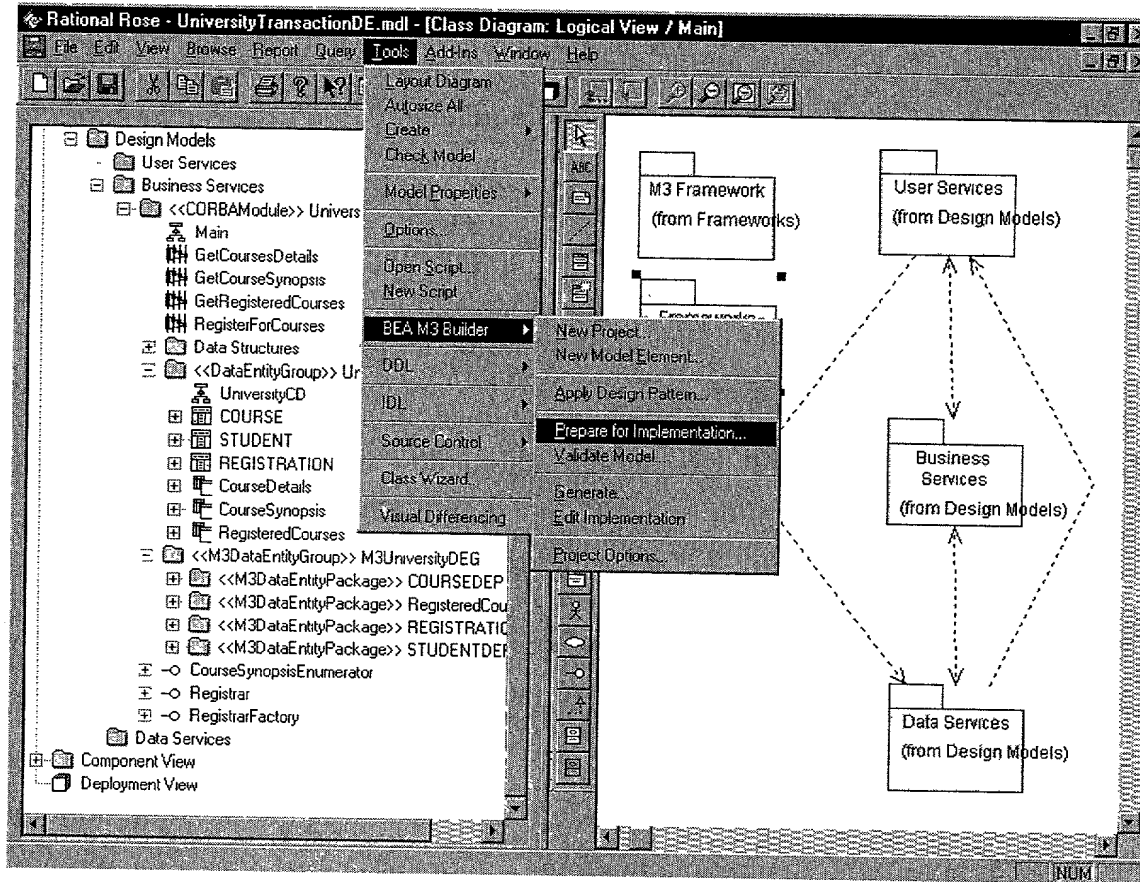 Rational Rose - UniversityTransactionDE.mdl - [Class Diagram: Logical View / Main]
File Edit View Browse Report Query Tools Add-Ins Window Help
Layout Diagram
Autosize All
Create
Check Model
Model Properties
Options...
Open Script...
New Script
BEA M3 Builder
DDL
IDL
Source Control
Class Wizard...
Visual Differencing
New Project...
New Model Element...
Apply Design Pattern...
Prepare for Implementation...
Validate Model...
Generate...
Edit Implementation
Project Options...
Design Models
User Services
Business Services
<<CORBAModule>> Univers
Main
GetCoursesDetails
GetCourseSynopsis
GetRegisteredCourses
RegisterForCourses
Data Structures
<<DataEntityGroup>> Ur
UniversityCD
COURSE
STUDENT
REGISTRATION
CourseDetails
CourseSynopsis
RegisteredCourses
<<M3DataEntityGroup>> M3UniversityDEG
<<M3DataEntityPackage>> COURSEDEP
<<M3DataEntityPackage>> RegisteredCou
<<M3DataEntityPackage>> REGISTRATIO
<<M3DataEntityPackage>> STUDENTDEP
CourseSynopsisEnumerator
Registrar
RegistrarFactory
Data Services
Component View
Deployment View
ABC
M3 Framework
(from Frameworks)
Frameworks
User Services
(from Design Models)
Business
Services
(from Design Models)
Data Services
(from Design Models)
NUM